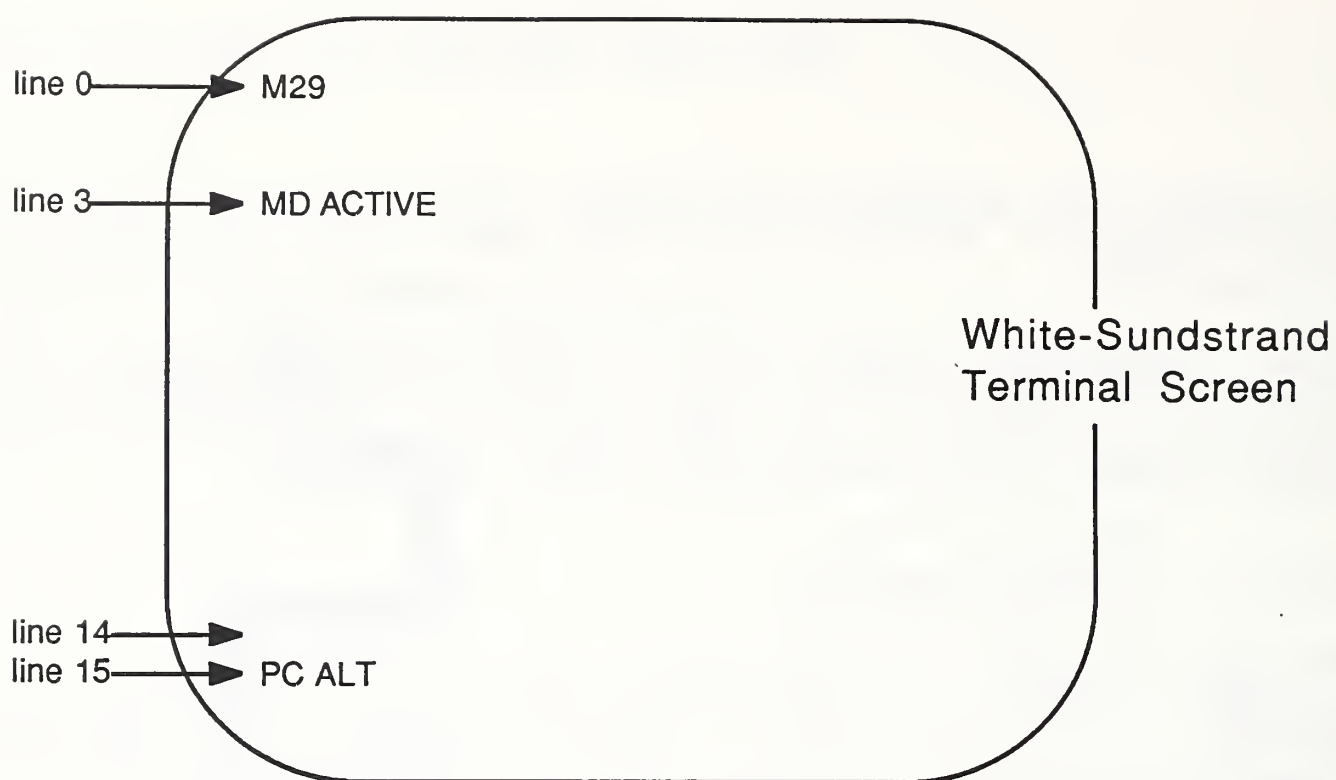 line 0 M29
line 3 MD ACTIVE
White-Sundstrand
Terminal Screen
line 14
line 15 PC ALT